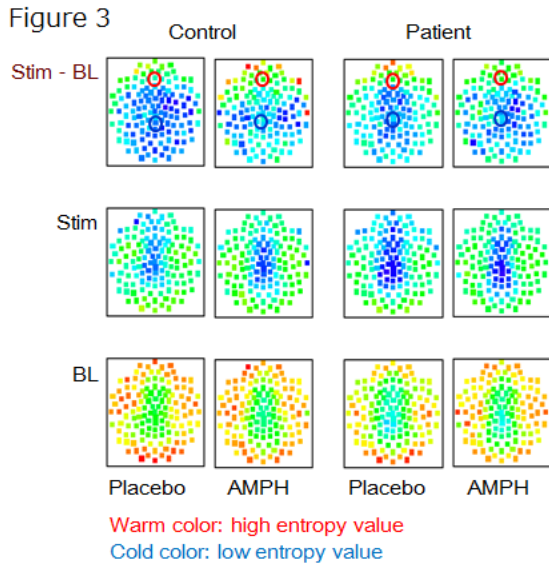 Figure 3
Control Patient
Stim - BL
Stim
BL
Placebo AMPH Placebo AMPH
Warm color: high entropy value
Cold color: low entropy value